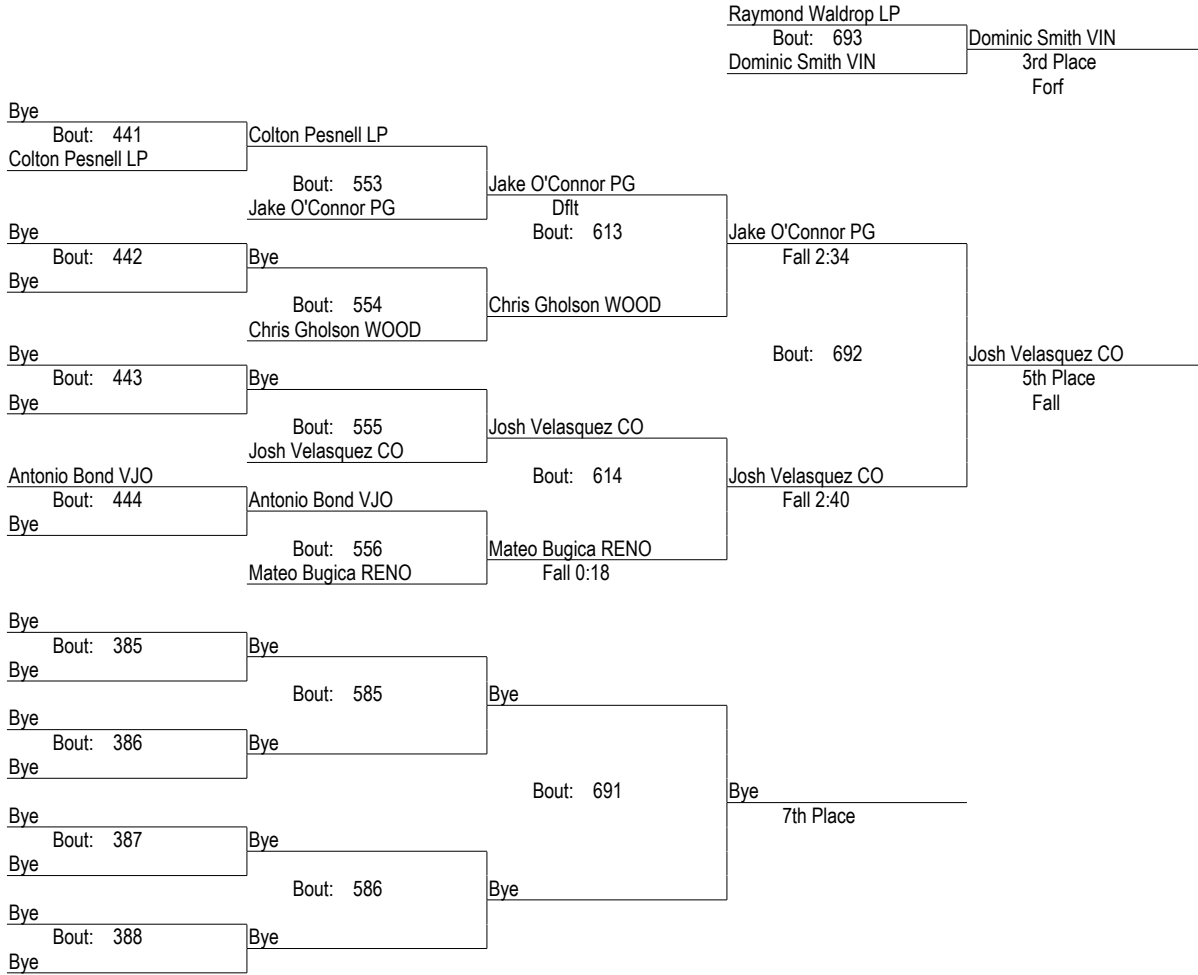 Raymond Waldrop LP
Bout: 693
Dominic Smith VIN
Dominic Smith VIN
3rd Place
Forf
Bye
Bout: 441
Colton Pesnell LP
Colton Pesnell LP
Bout: 553
Jake O'Connor PG
Jake O'Connor PG
Dflt
Bout: 613
Jake O'Connor PG
Fall 2:34
Bye
Bout: 442
Bye
Bye
Bout: 554
Chris Gholson WOOD
Chris Gholson WOOD
Bout: 692
Josh Velasquez CO
5th Place
Fall
Bye
Bout: 443
Bye
Bye
Bout: 555
Josh Velasquez CO
Josh Velasquez CO
Bout: 614
Josh Velasquez CO
Fall 2:40
Antonio Bond VJO
Bout: 444
Bye
Antonio Bond VJO
Bout: 556
Mateo Bugica RENO
Mateo Bugica RENO
Fall 0:18
Bye
Bout: 385
Bye
Bye
Bout: 585
Bye
Bye
Bout: 386
Bye
Bye
Bout: 691
Bye
7th Place
Bye
Bout: 387
Bye
Bye
Bout: 586
Bye
Bye
Bout: 388
Bye
Bye